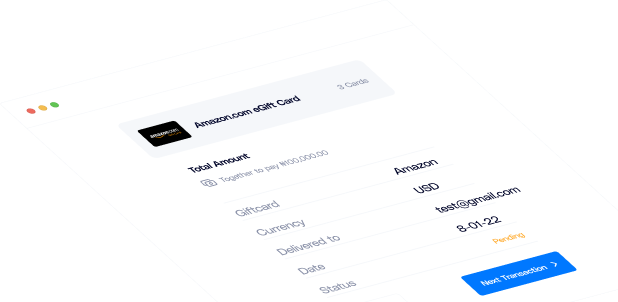 amazon.com
Amazon.com eGift Card
3 Cards
Total Amount
Together to pay ₦100,000.00
Giftcard Amazon
Currency USD
Delivered to test@gmail.com
Date 8-01-22
Status Pending
Next Transaction